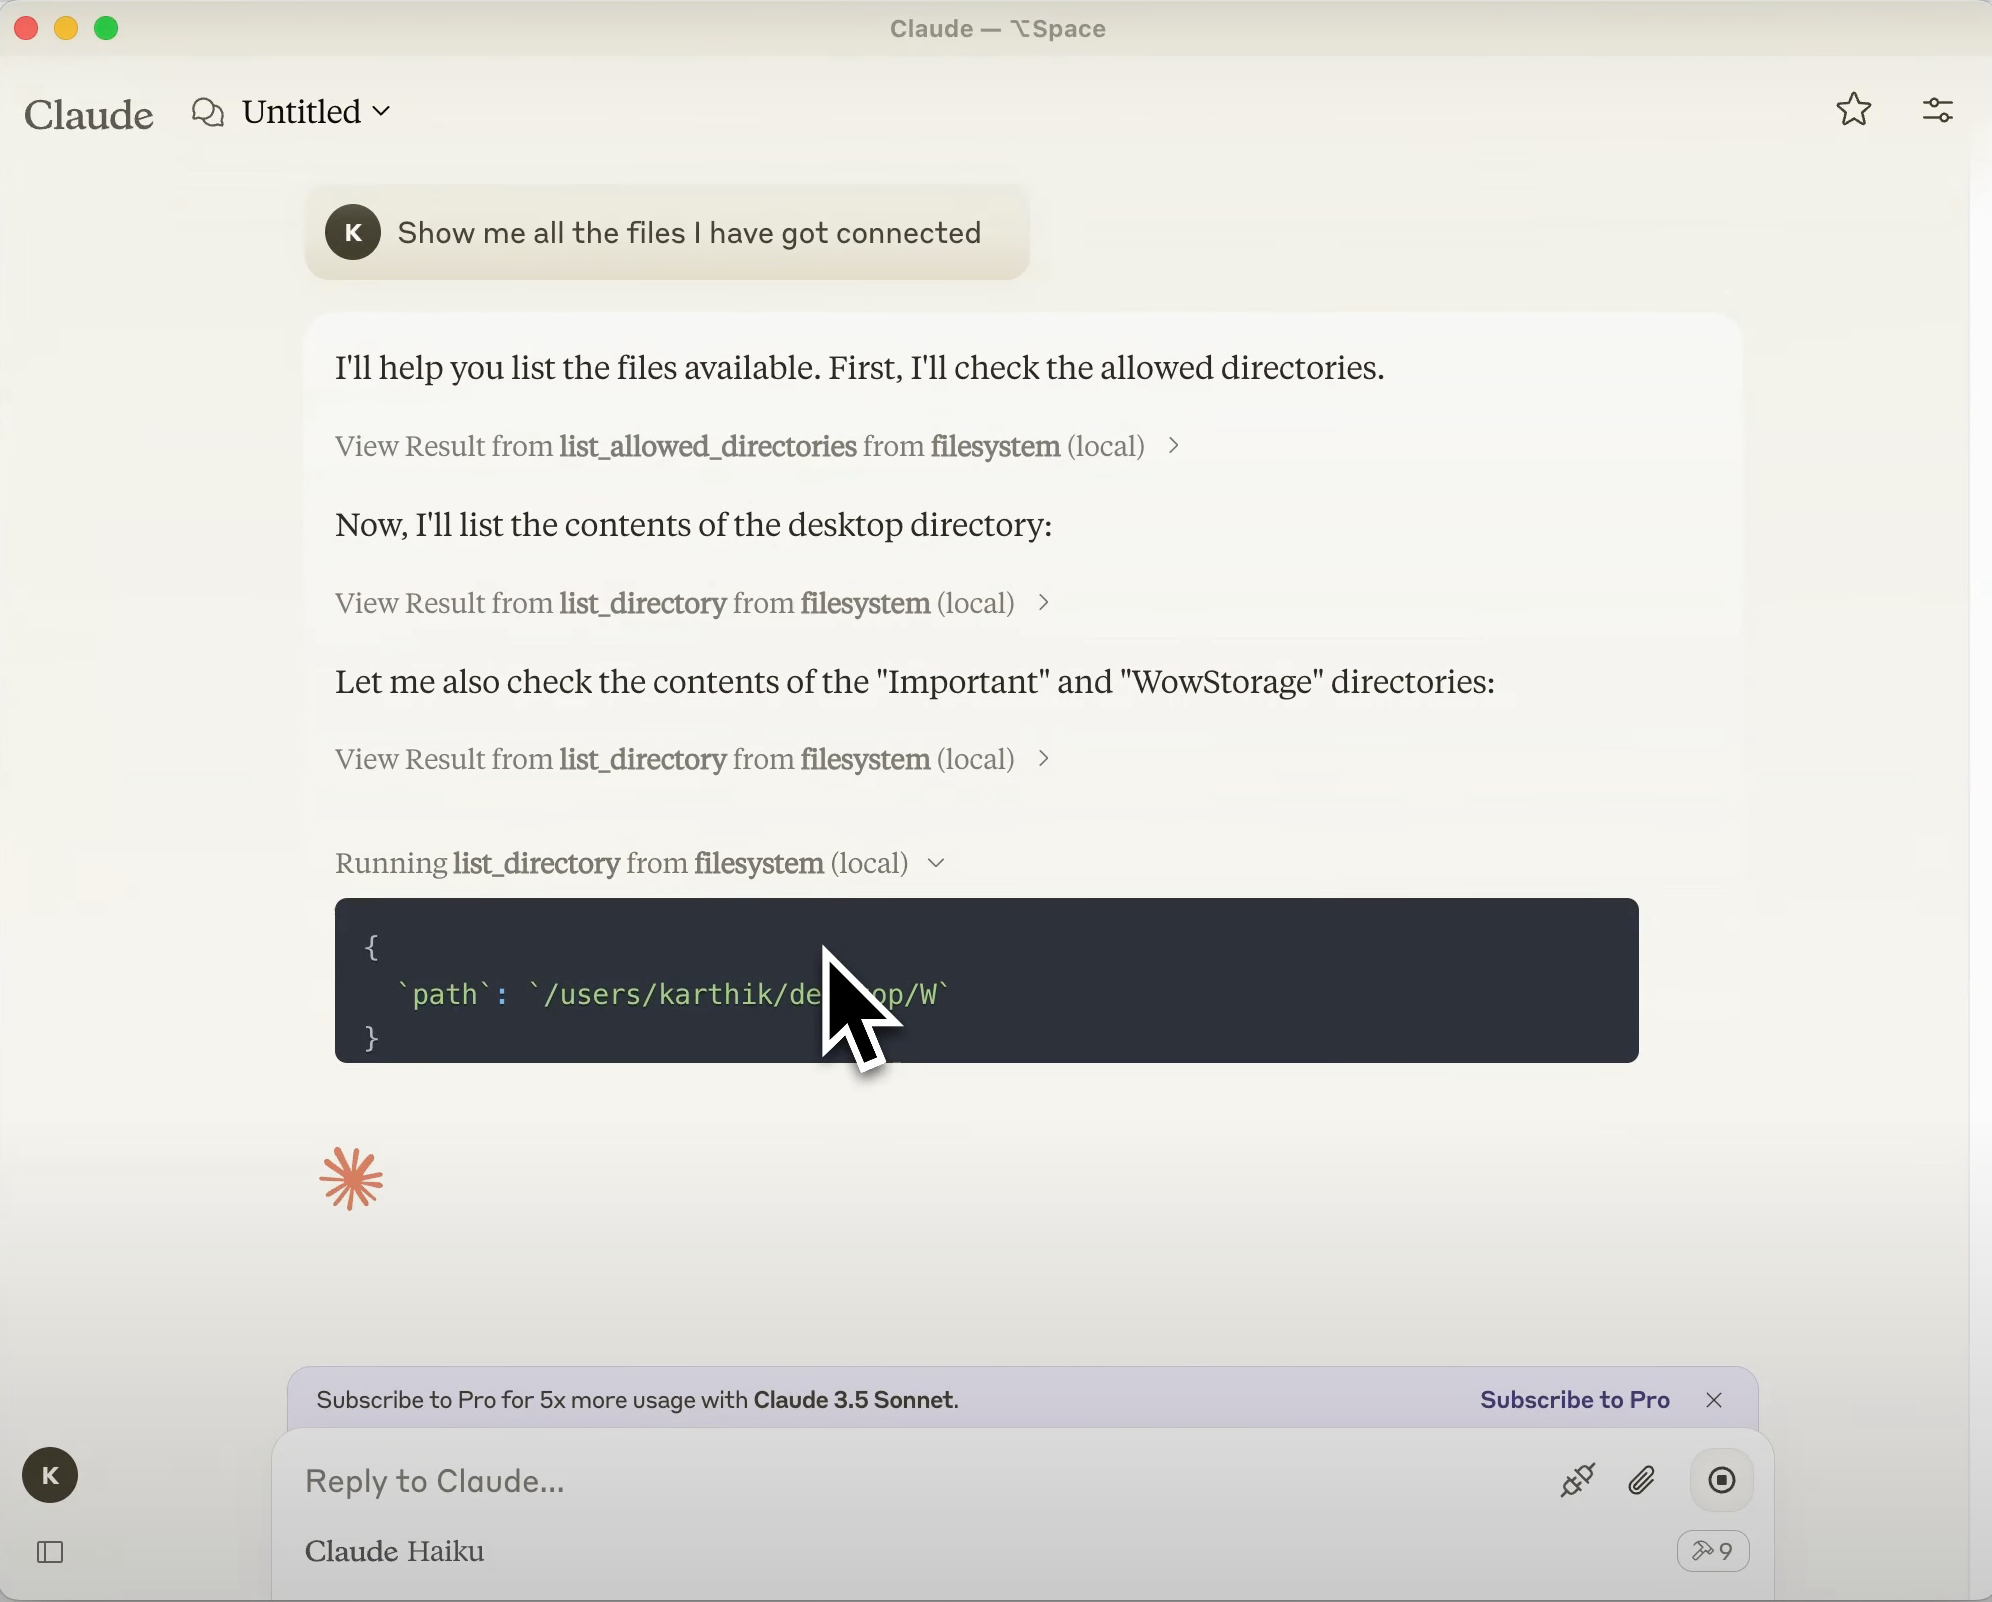 Claude — ⌥Space
Claude
Untitled
K
Show me all the files I have got connected
I'll help you list the files available. First, I'll check the allowed directories.
View Result from list_allowed_directories from filesystem (local)
Now, I'll list the contents of the desktop directory:
View Result from list_directory from filesystem (local)
Let me also check the contents of the "Important" and "WowStorage" directories:
View Result from list_directory from filesystem (local)
Running list_directory from filesystem (local)
{
`path`: `/users/karthik/desktop/W`
}
Subscribe to Pro for 5x more usage with Claude 3.5 Sonnet.
Subscribe to Pro
K
Reply to Claude...
Claude Haiku
9